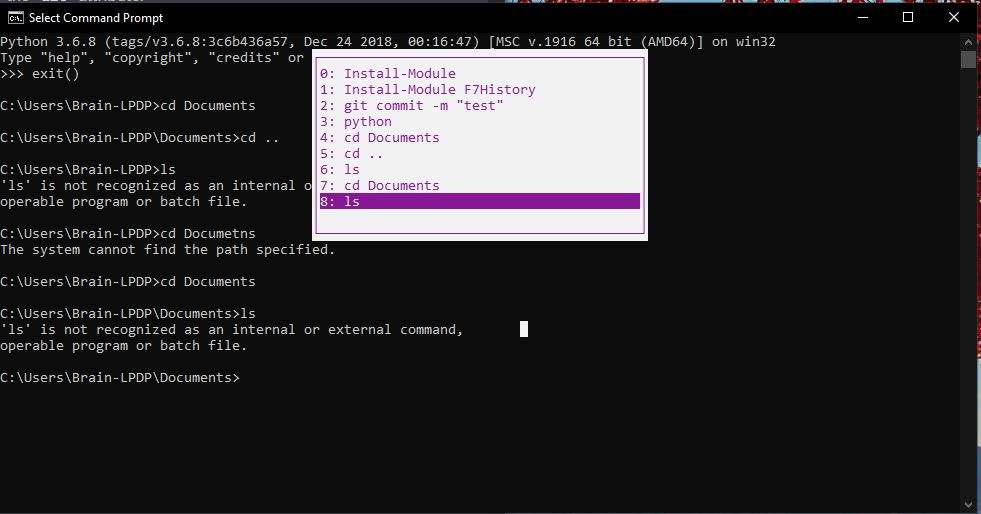 Select Command Prompt
Python 3.6.8 (tags/v3.6.8:3c6b436a57, Dec 24 2018, 00:16:47) [MSC v.1916 64 bit (AMD64)] on win32
Type "help", "copyright", "credits" or
>>> exit()
C:\Users\Brain-LPDP>cd Documents
C:\Users\Brain-LPDP\Documents>cd ..
C:\Users\Brain-LPDP>ls
'ls' is not recognized as an internal o
operable program or batch file.
C:\Users\Brain-LPDP>cd Documetns
The system cannot find the path specified.
C:\Users\Brain-LPDP>cd Documents
C:\Users\Brain-LPDP\Documents>ls
'ls' is not recognized as an internal or external command,
operable program or batch file.
C:\Users\Brain-LPDP\Documents>
0: Install-Module
1: Install-Module F7History
2: git commit -m "test"
3: python
4: cd Documents
5: cd ..
6: ls
7: cd Documents
8: ls